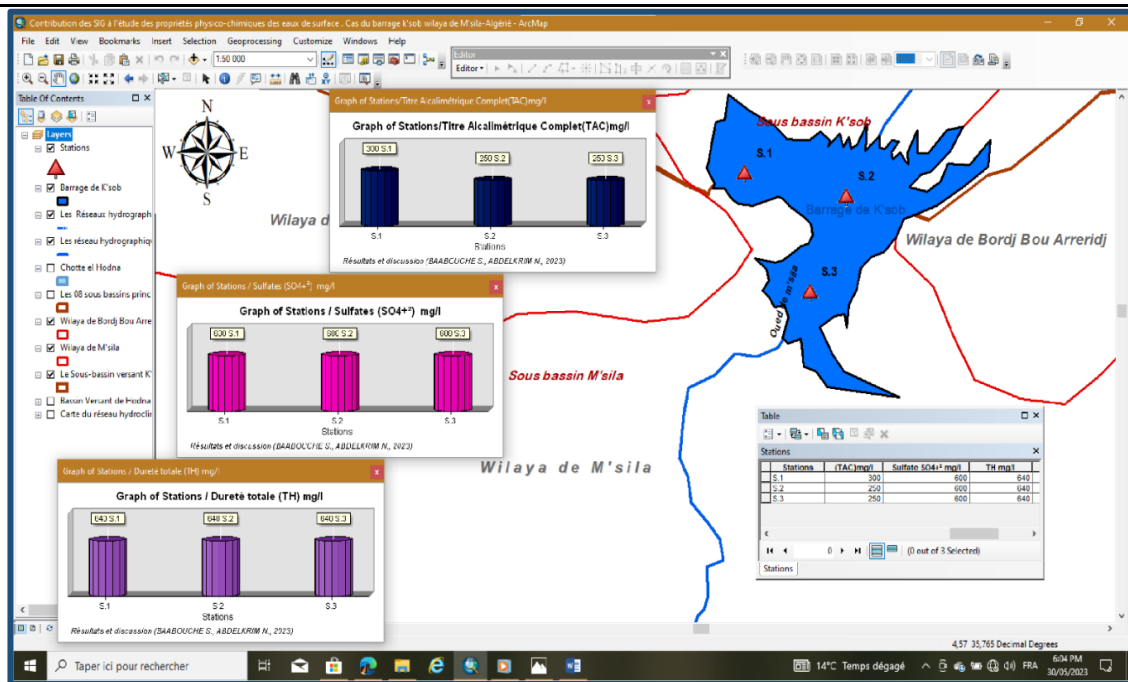 Contribution des SIG à l'étude des propriétés physico-chimiques des eaux de surface . Cas du barrage k'sob wilaya de M'sila-Algérié - ArcMap
File Edit View Bookmarks Insert Selection Geoprocessing Customize Windows Help
1:50 000
Editor
Editor
Table Of Contents
Layers
Stations
Barrage de K'sob
Les Réseaux hydrograph
Les réseau hydrographiq
Chotte el Hodna
Les 08 sous bassins princ
Wilaya de Bordj Bou Arre
Wilaya de M'sila
Le Sous-bassin versant K'
Bassin Versant de Hodna
Carte du réseau hydroclir
N
W E
S
Wilaya d
Graph of Stations/Titre Alcalimétrique Complet(TAC)mg/l
Graph of Stations/Titre Alcalimétrique Complet(TAC)mg/l
300 S.1
250 S.2
250 S.3
S.1 S.2 S.3
Stations
Résultats et discussion (BAABCUCHE S., ABDELKRIM N., 2023)
Graph of Stations / Sulfates (SO4+²) mg/l
Graph of Stations / Sulfates (SO4+²) mg/l
600 S.1
600 S.2
600 S.3
S.1 S.2 S.3
Stations
Résultats et discussion (BAABOUCHE S., ABDELKRIM N., 2023)
Graph of Stations / Dureté totale (TH) mg/l
Graph of Stations / Dureté totale (TH) mg/l
640 S.1
640 S.2
640 S.3
S.1 S.2 S.3
Stations
Résultats et discussion (BAABOUCHE S., ABDELKRIM N., 2023)
Sous bassin K'sob
S.1
S.2
Barrage de K'sob
Wilaya de Bordj Bou Arreridj
S.3
Oued de m'sila
Sous bassin M'sila
Wilaya de M'sila
Table
Stations
Stations (TAC)mg/l Sulfate SO4+² mg/l TH mg/l
S.1 300 600 640
S.2 250 600 640
S.3 250 600 640
0 (0 out of 3 Selected)
Stations
4,57 35,765 Decimal Degrees
Taper ici pour rechercher
14°C Temps dégagé
FRA
6:04 PM
30/05/2023